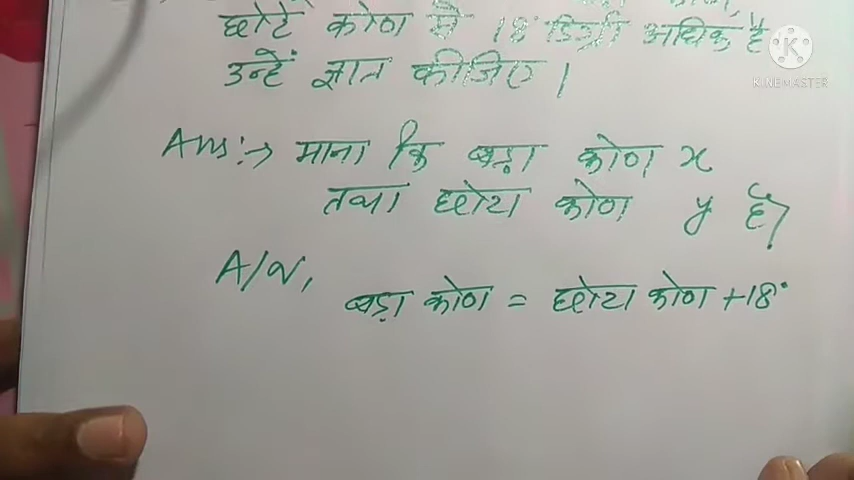 छोटे कोण से 18° डिग्री अधिक है
उन्हें ज्ञात कीजिए।
Ans:→ माना कि बड़ा कोण x
तथा छोटा कोण y है,
A/Q,
बड़ा कोण = छोटा कोण +18°
KINEMASTER